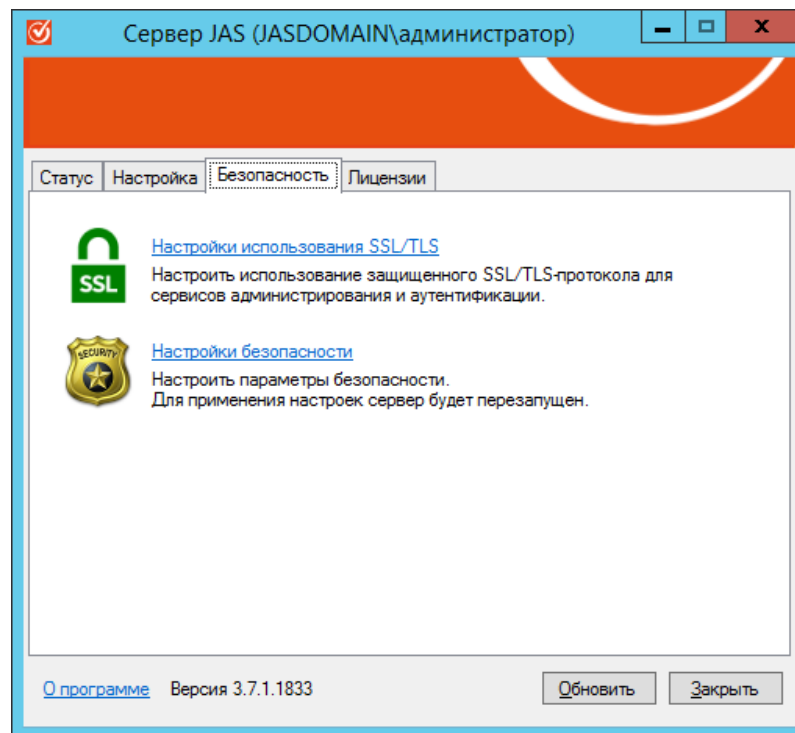 Сервер JAS (JASDOMAIN\администратор)
Статус Настройка Безопасность Лицензии
Настройки использования SSL/TLS
SSL
Настроить использование защищенного SSL/TLS-протокола для
сервисов администрирования и аутентификации.
SECURITY
Настройки безопасности
Настроить параметры безопасности.
Для применения настроек сервер будет перезапущен.
О программе Версия 3.7.1.1833 Обновить Закрыть